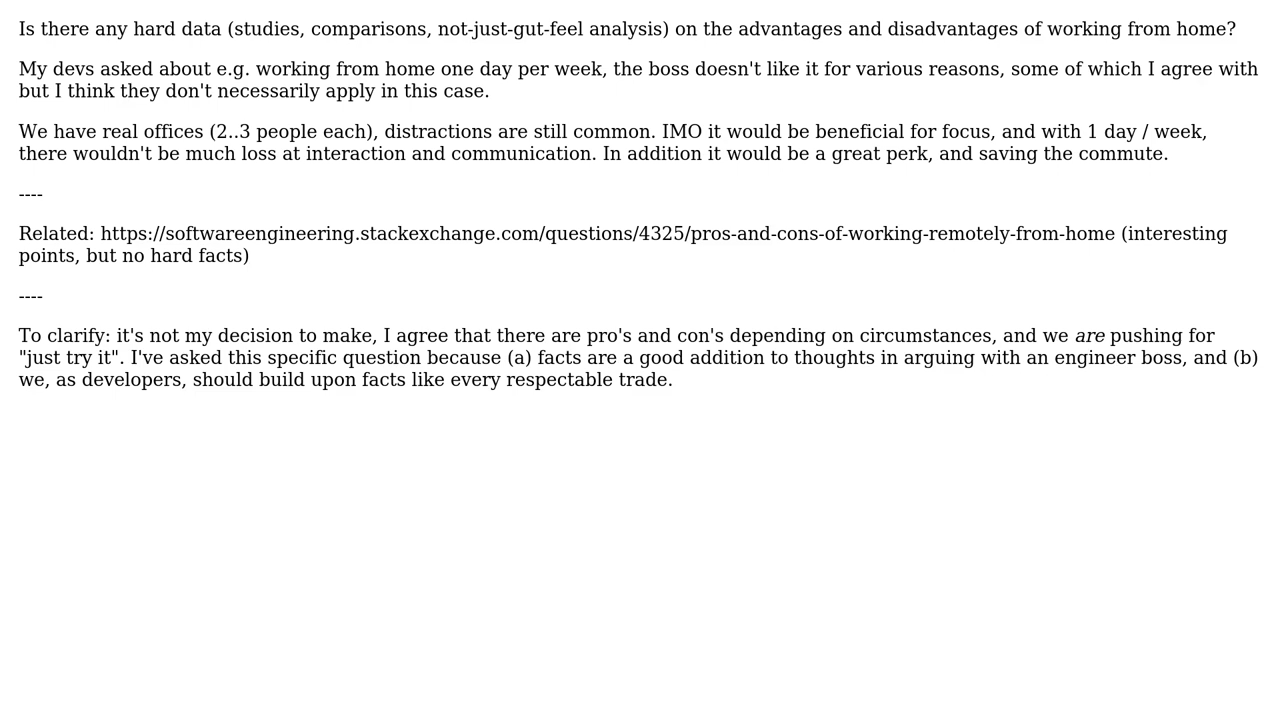 Is there any hard data (studies, comparisons, not-just-gut-feel analysis) on the advantages and disadvantages of working from home?
My devs asked about e.g. working from home one day per week, the boss doesn't like it for various reasons, some of which I agree with
but I think they don't necessarily apply in this case.
We have real offices (2..3 people each), distractions are still common. IMO it would be beneficial for focus, and with 1 day / week,
there wouldn't be much loss at interaction and communication. In addition it would be a great perk, and saving the commute.
----
Related: https://softwareengineering.stackexchange.com/questions/4325/pros-and-cons-of-working-remotely-from-home (interesting
points, but no hard facts)
----
To clarify: it's not my decision to make, I agree that there are pro's and con's depending on circumstances, and we are pushing for
"just try it". I've asked this specific question because (a) facts are a good addition to thoughts in arguing with an engineer boss, and (b)
we, as developers, should build upon facts like every respectable trade.